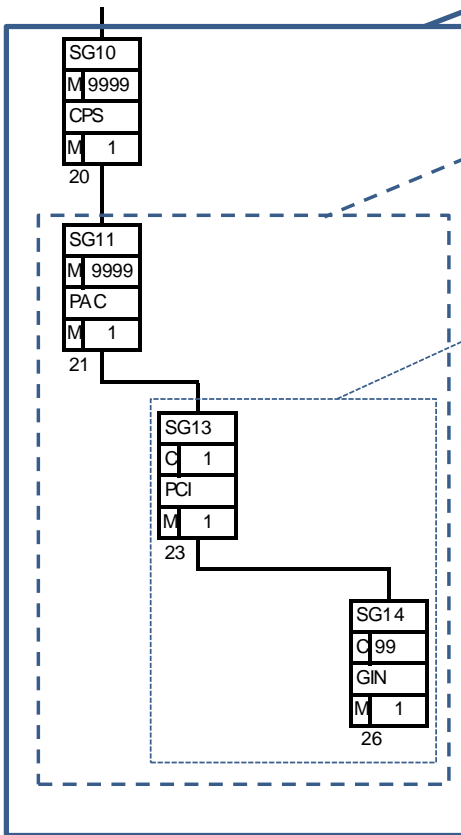 SG10
M 9999
CPS
M 1
20
SG11
M 9999
PAC
M 1
21
SG13
C 1
PCI
M 1
23
SG14
C 99
GIN
M 1
26